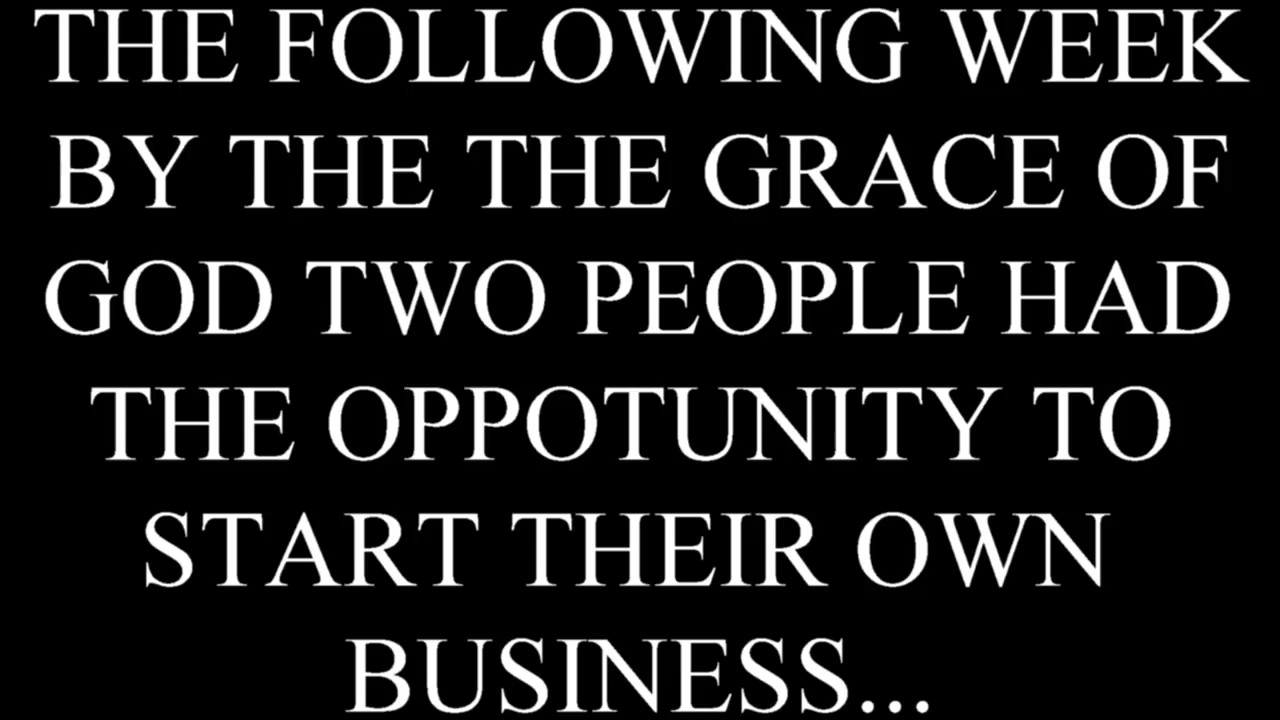 THE FOLLOWING WEEK
BY THE THE GRACE OF
GOD TWO PEOPLE HAD
THE OPPOTUNITY TO
START THEIR OWN
BUSINESS...